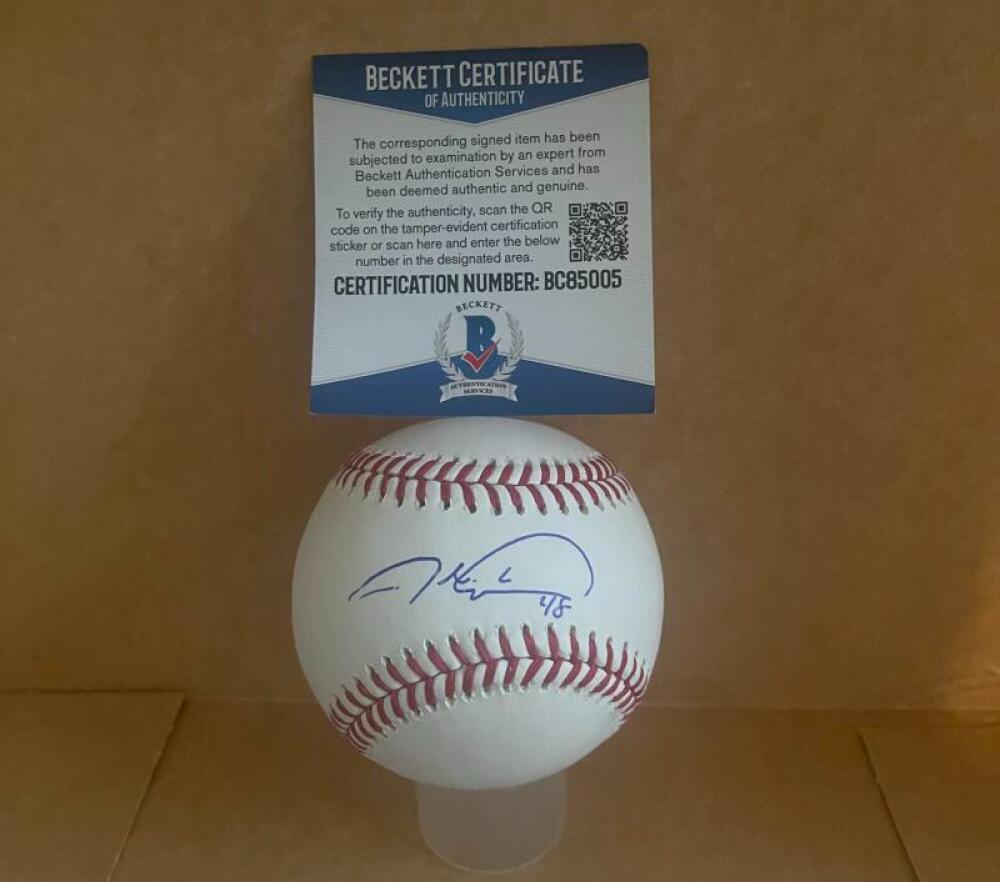 BECKETT CERTIFICATE
OF AUTHENTICITY
The corresponding signed item has been
subjected to examination by an expert from
Beckett Authentication Services and has
been deemed authentic and genuine.
To verify the authenticity, scan the QR
code on the tamper-evident certification
sticker or scan here and enter the below
number in the designated area.
CERTIFICATION NUMBER: BC85005
BECKETT
B
AUTHENTICATION
SERVICES
48